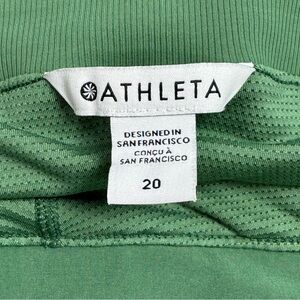 ATHLETA
DESIGNED IN
SAN FRANCISCO
CONÇU À
SAN FRANCISCO
20